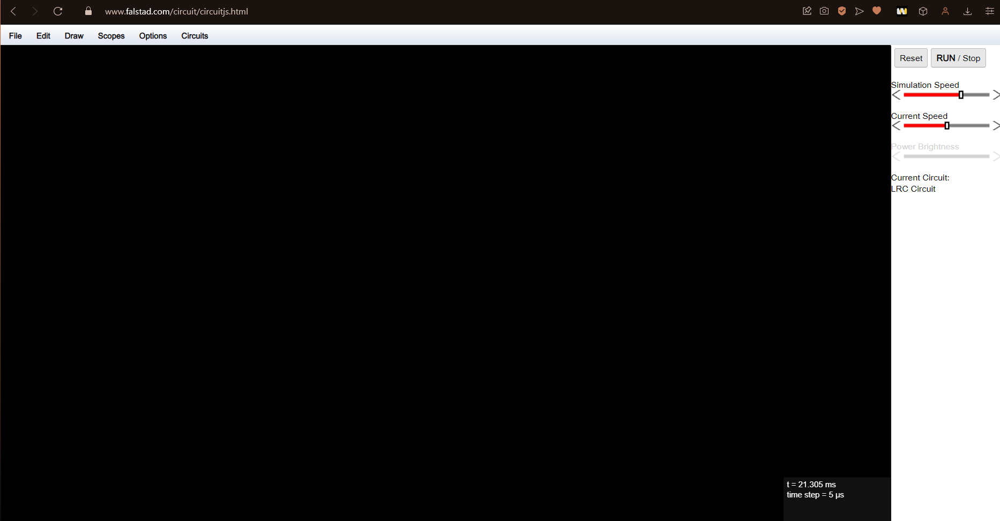 www.falstad.com/circuit/circuitjs.html
File Edit Draw Scopes Options Circuits
Reset RUN / Stop
Simulation Speed
Current Speed
Power Brightness
Current Circuit:
LRC Circuit
t = 21.305 ms
time step = 5 μs